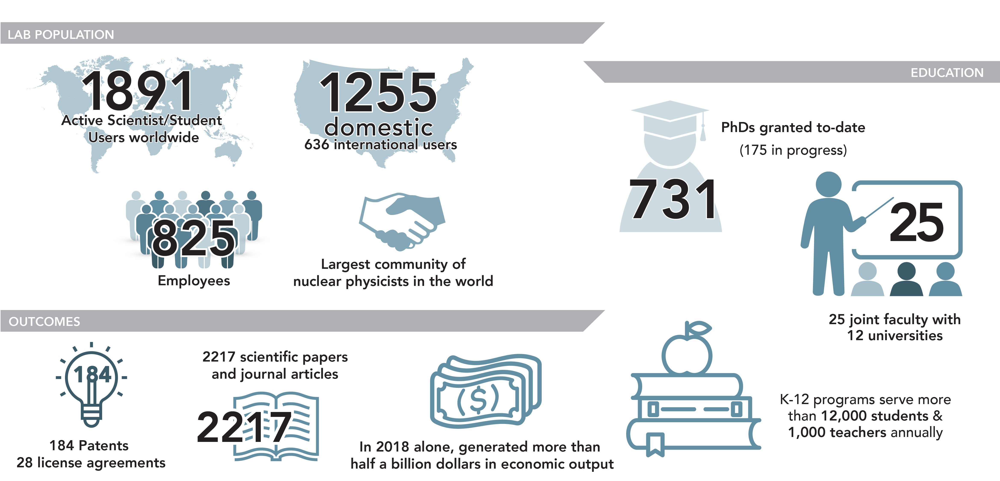 LAB POPULATION
1891
Active Scientist/Student
Users worldwide
1255
domestic
636 international users
825
Employees
Largest community of
nuclear physicists in the world
EDUCATION
PhDs granted to-date
(175 in progress)
731
25
25 joint faculty with
12 universities
K-12 programs serve more
than 12,000 students &
1,000 teachers annually
OUTCOMES
184
184 Patents
28 license agreements
2217 scientific papers
and journal articles
2217
($)
In 2018 alone, generated more than
half a billion dollars in economic output